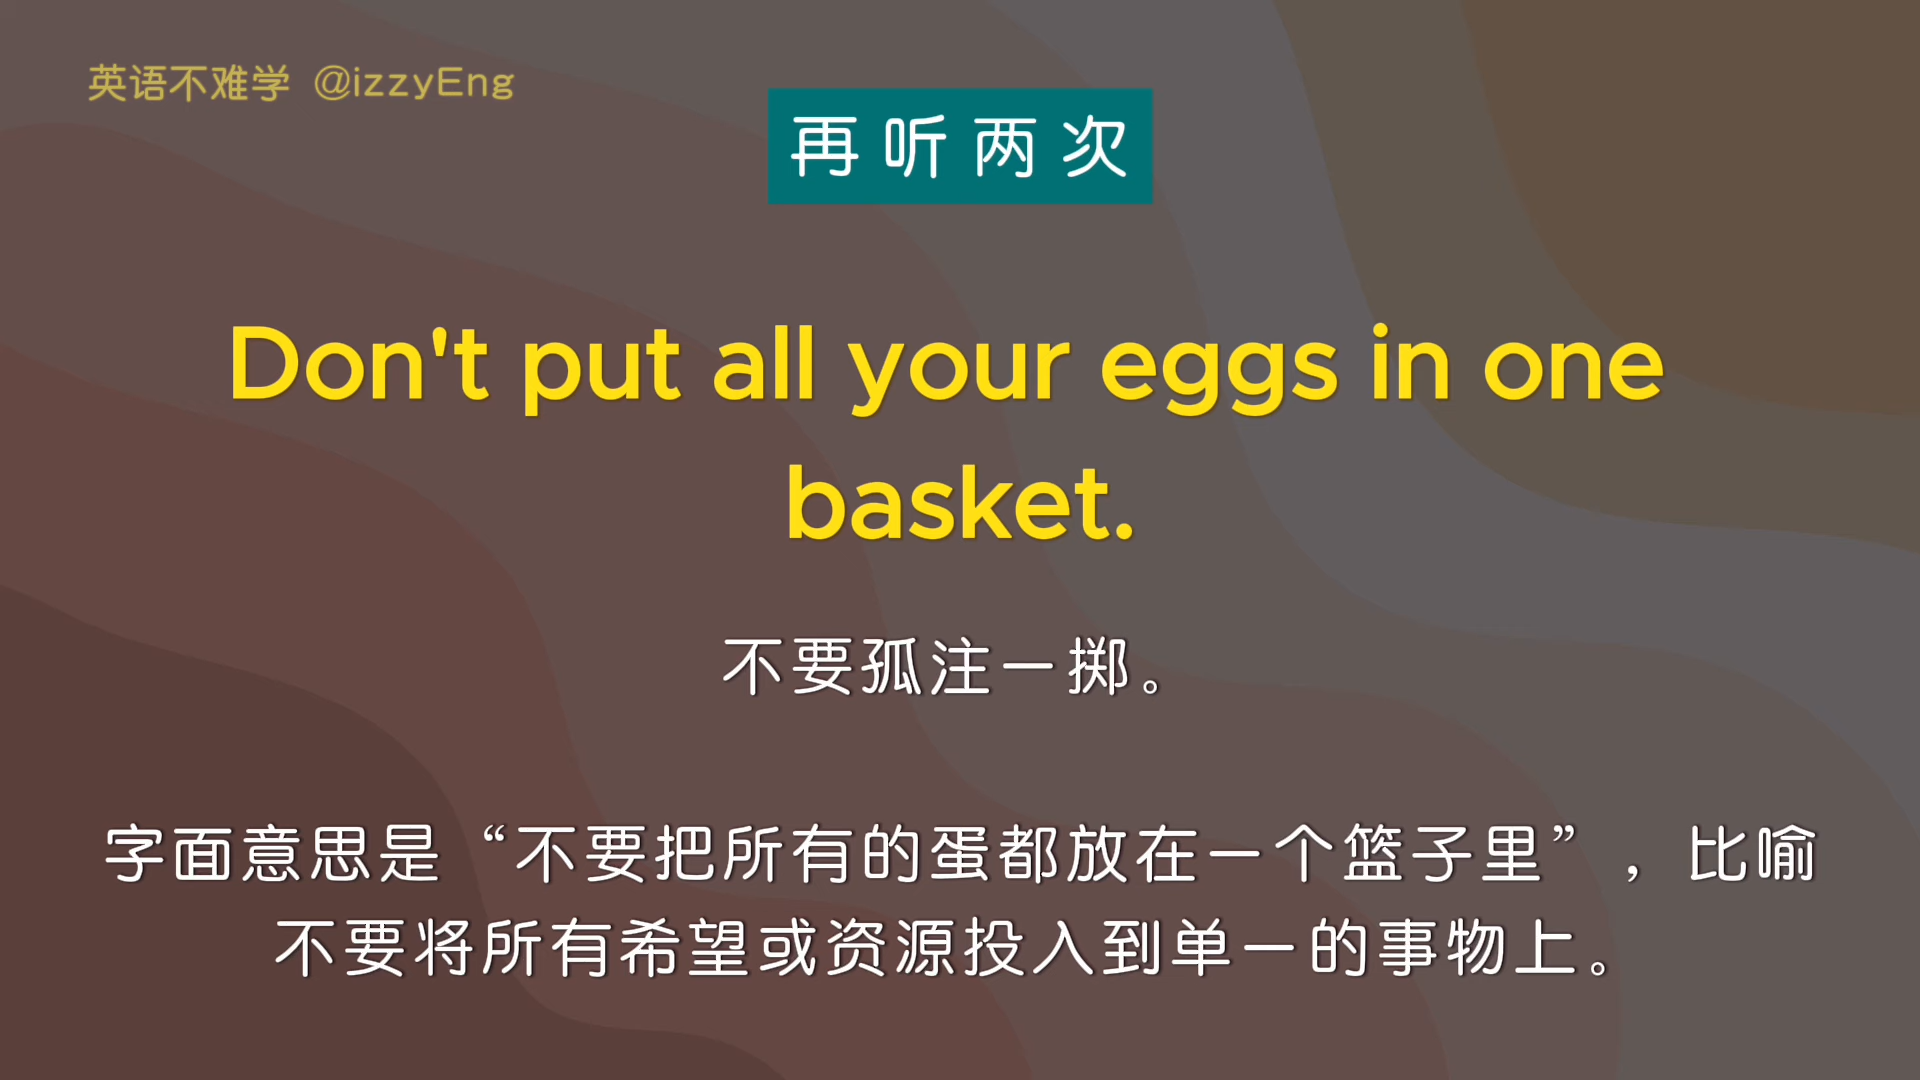 英语不难学 @izzyEng
再听两次
Don't put all your eggs in one
basket.
不要孤注一掷。
字面意思是“不要把所有的蛋都放在一个篮子里”，比喻
不要将所有希望或资源投入到单一的事物上。